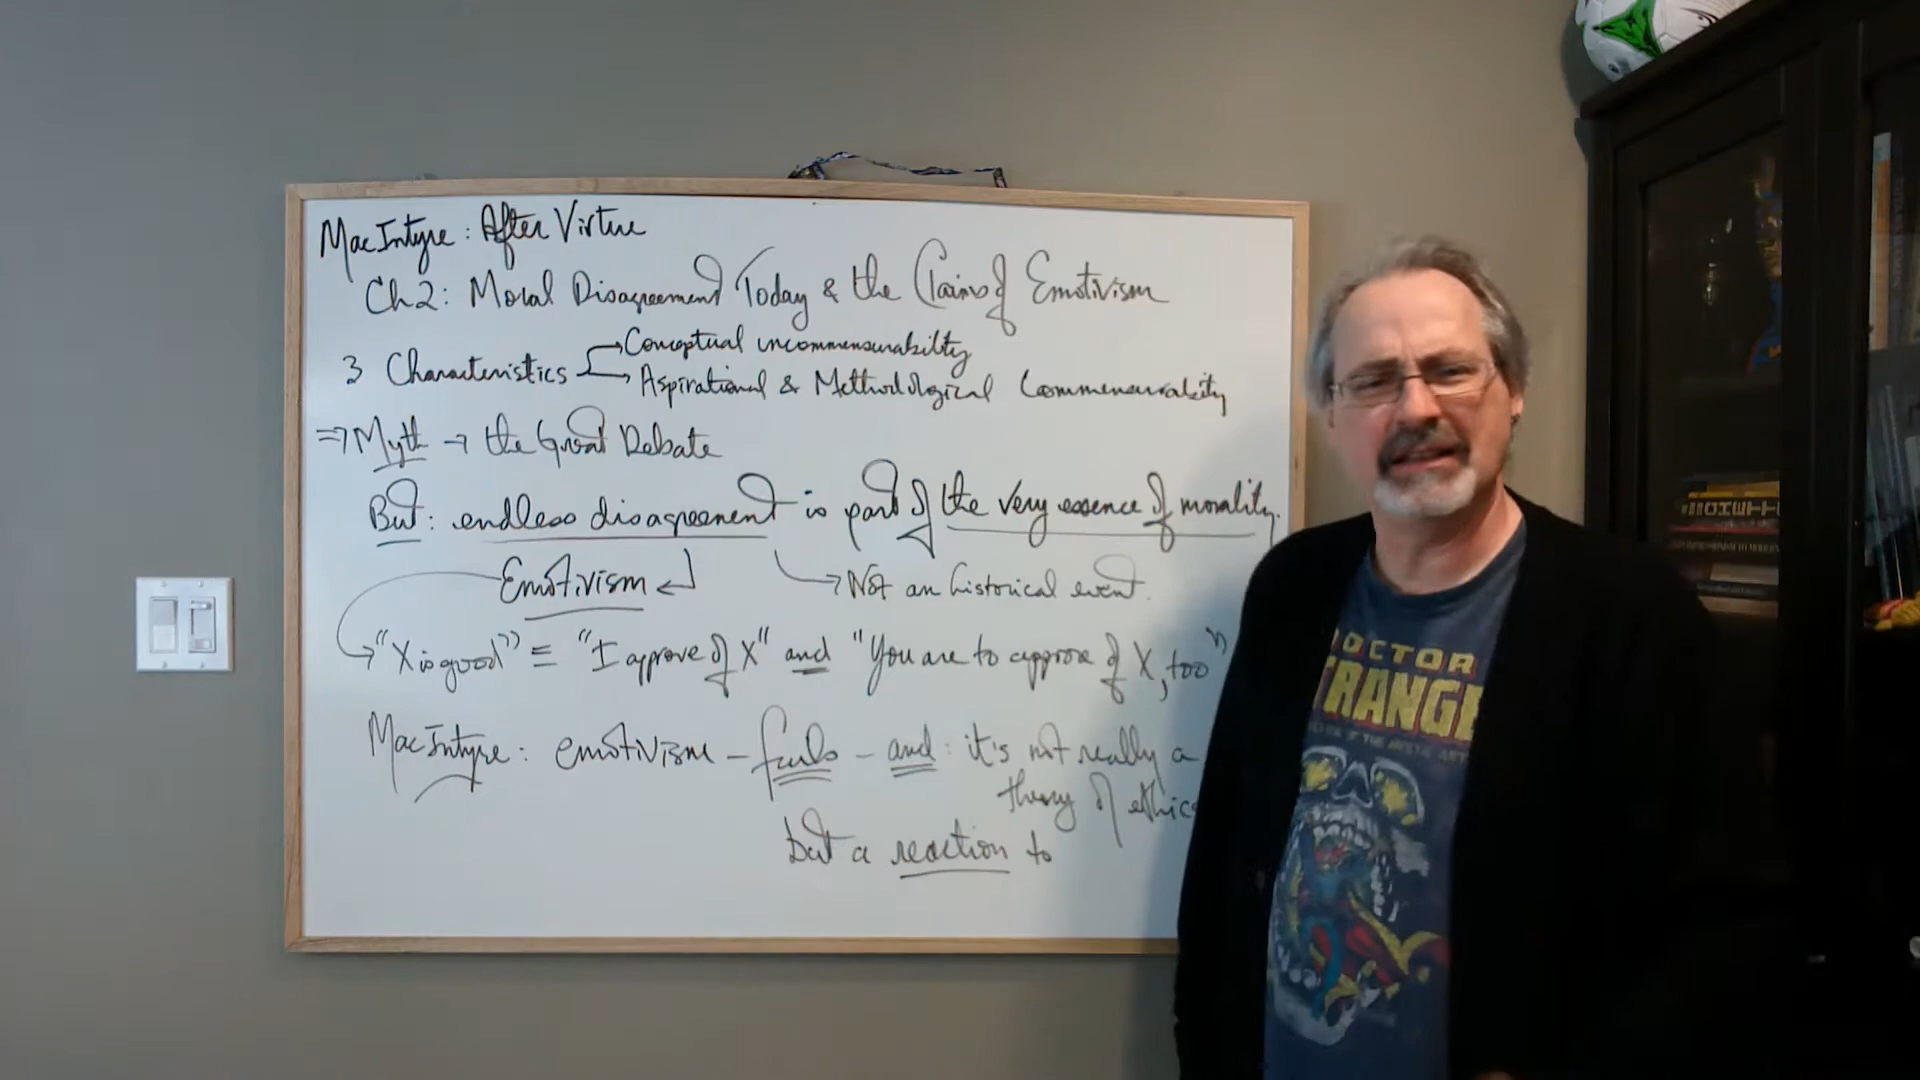 MacIntyre: After Virtue
Ch2: Moral Disagreement Today & the Claims of Emotivism
3 Characteristics → Conceptual incommensurability
→ Aspirational & Methodological Commensurability
⇒ Myth → the Great Debate
But: endless disagreement is part of the very essence of morality.
Emotivism ↲ → Not an historical event.
→ "X is good" ≡ "I approve of X" and "You are to approve of X, too"
MacIntyre: emotivism – fails – and: it's not really a
theory of ethics
but a reaction to
DOCTOR
STRANGE